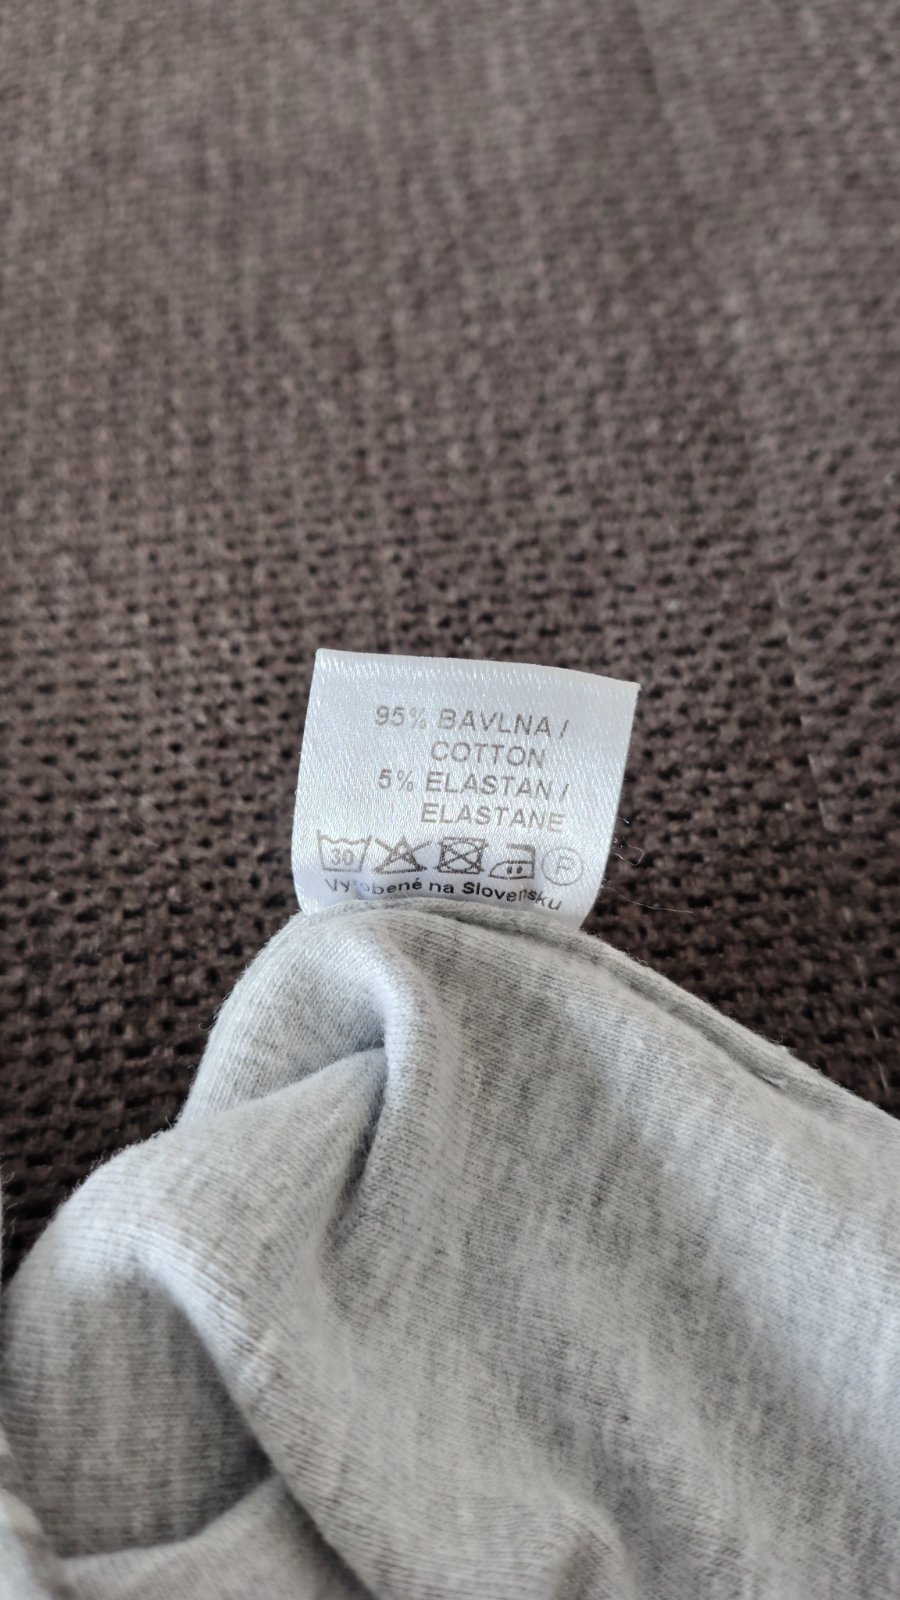 95% BAVLNA /
COTTON
5% ELASTAN /
ELASTANE
30 F
Vyrobené na Slovensku